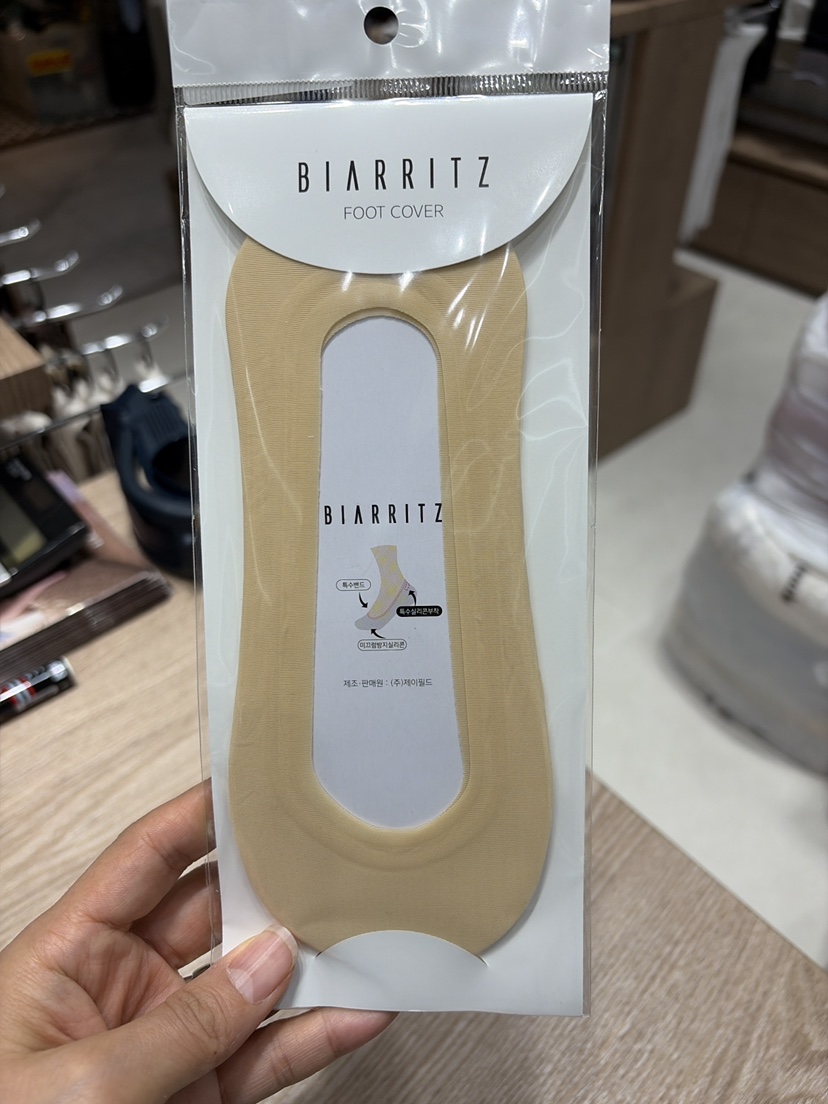 BIARRITZ
FOOT COVER
BIARRITZ
특수밴드
특수실리콘부착
미끄럼방지실리콘
제조·판매원 : (주)제이필드